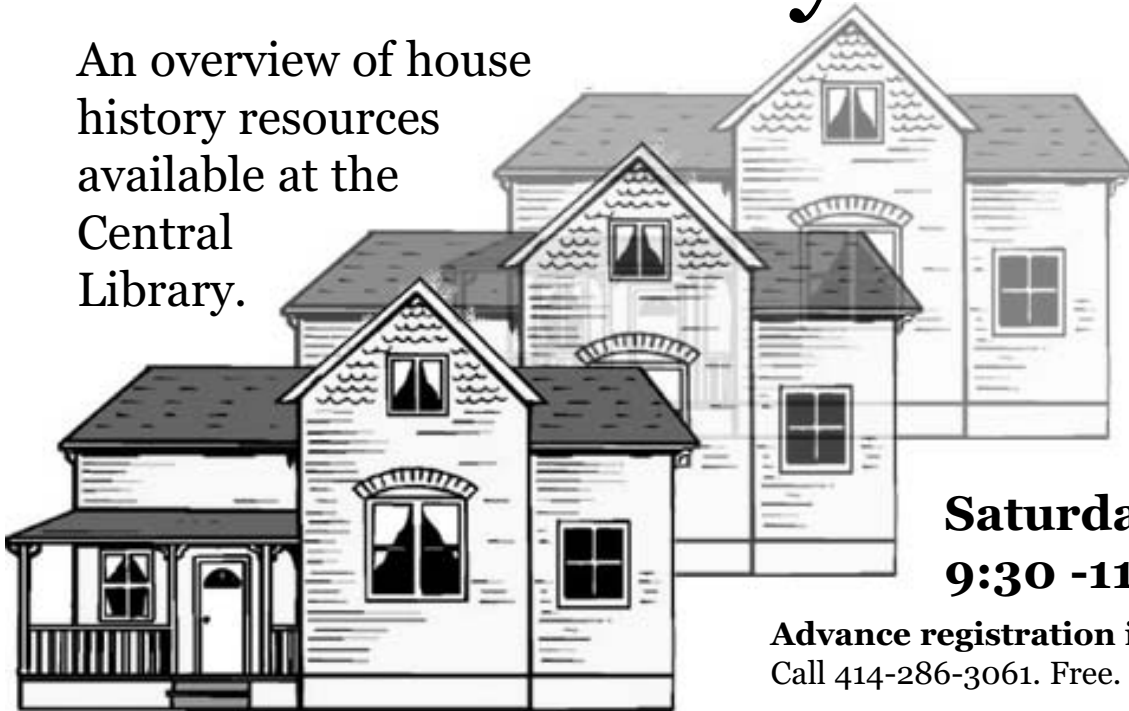 An overview of house
history resources
available at the
Central
Library.
9:30 -11
Advance registration
Call 414-286-3061. Free.